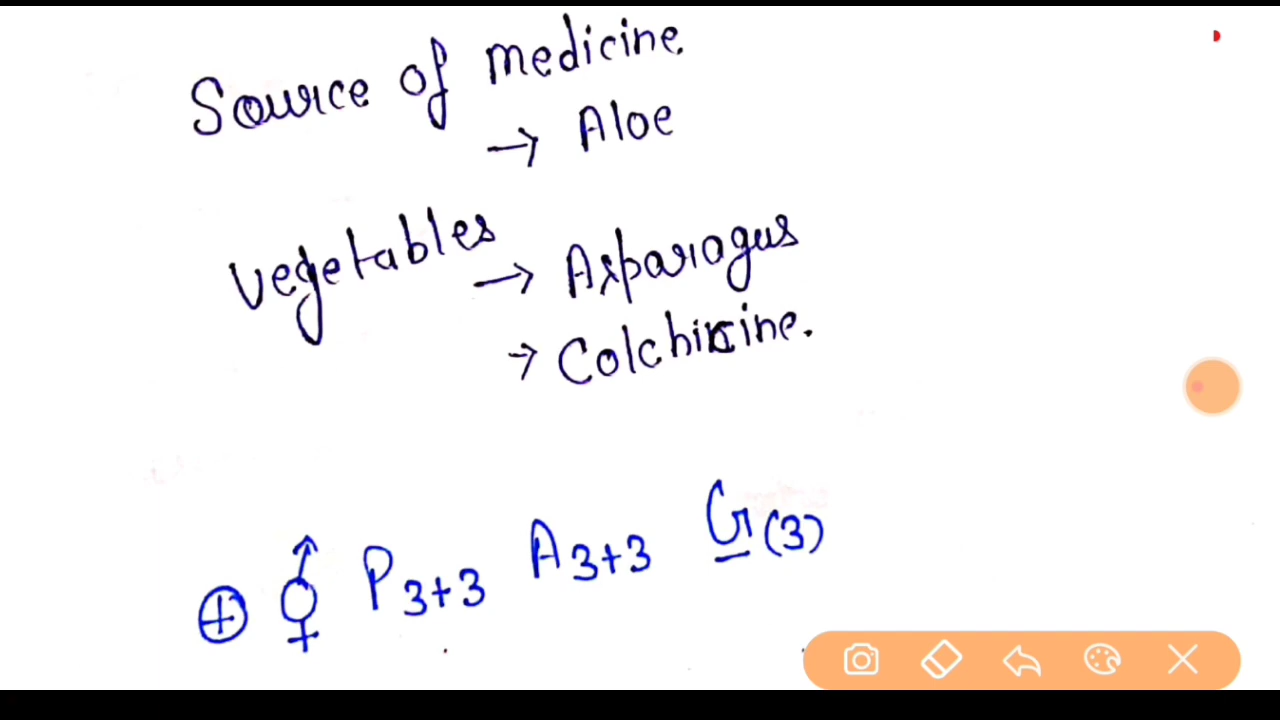 Source of medicine.
→ Aloe
Vegetables → Asparagus
→ Colchicine.
⊕ ⚥ P3+3 A3+3 G(3)